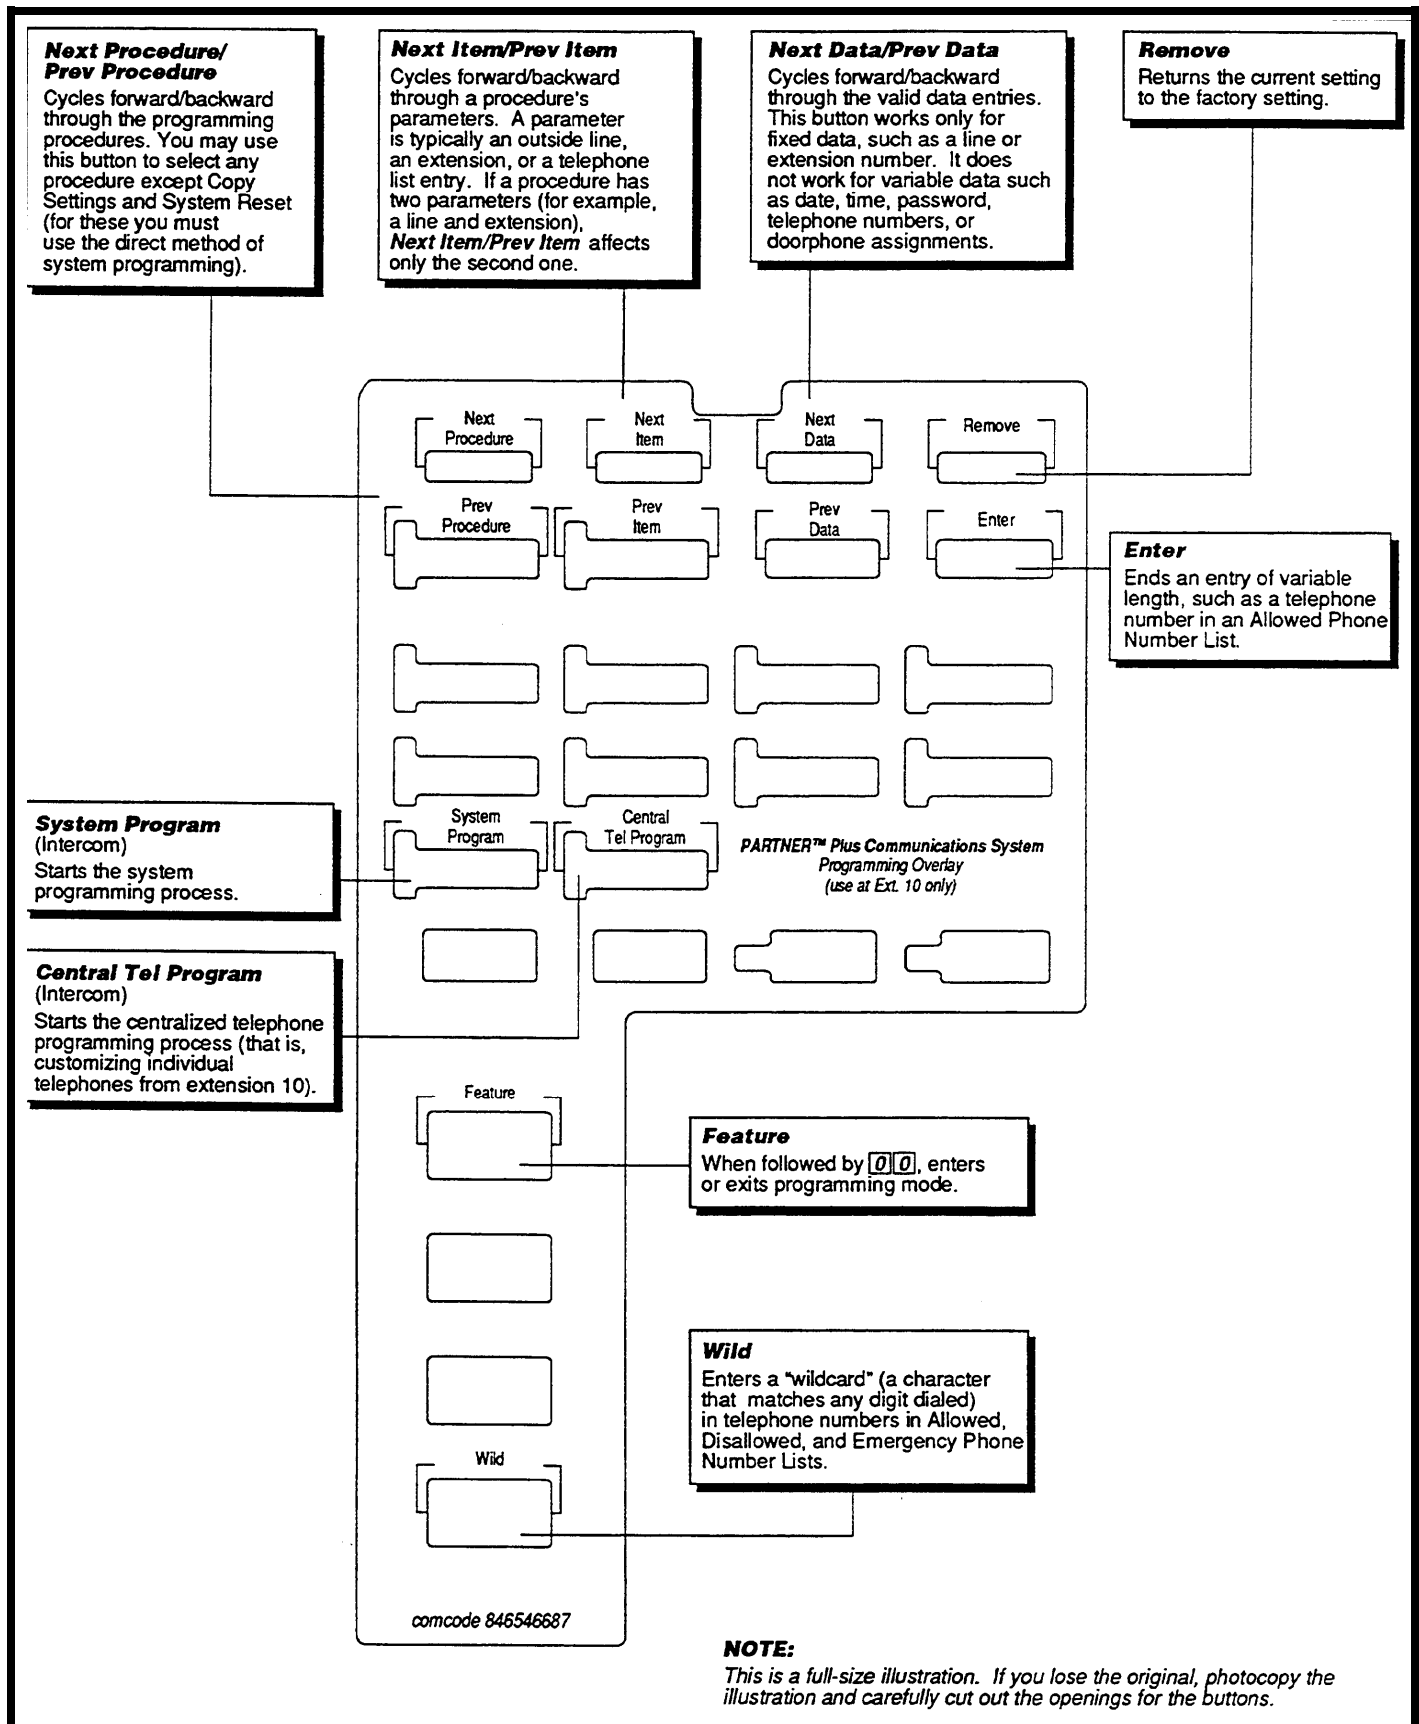 Next Procedure/
Prev Procedure
Cycles forward/backward
through the programming
procedures. You may use
this button to select any
procedure except Copy
Settings and System Reset
(for these you must
use the direct method of
system programming).
Next Item/Prev Item
Cycles forward/backward
through a procedure's
parameters. A parameter
is typically an outside line,
an extension, or a telephone
list entry. If a procedure has
two parameters (for example,
a line and extension),
Next Item/Prev Item affects
only the second one.
Next Data/Prev Data
Cycles forward/backward
through the valid data entries.
This button works only for
fixed data, such as a line or
extension number. It does
not work for variable data such
as date, time, password,
telephone numbers, or
doorphone assignments.
Remove
Returns the current setting
to the factory setting.
Next
Procedure
Next
Item
Next
Data
Remove
Prev
Procedure
Prev
Item
Prev
Data
Enter
Enter
Ends an entry of variable
length, such as a telephone
number in an Allowed Phone
Number List.
System Program
(Intercom)
Starts the system
programming process.
System
Program
Central
Tel Program
PARTNER™ Plus Communications System
Programming Overlay
(use at Ext. 10 only)
Central Tel Program
(Intercom)
Starts the centralized telephone
programming process (that is,
customizing individual
telephones from extension 10).
Feature
Feature
When followed by 0 0, enters
or exits programming mode.
Wild
Enters a "wildcard" (a character
that matches any digit dialed)
in telephone numbers in Allowed,
Disallowed, and Emergency Phone
Number Lists.
Wild
comcode 846546687
NOTE:
This is a full-size illustration. If you lose the original, photocopy the
illustration and carefully cut out the openings for the buttons.